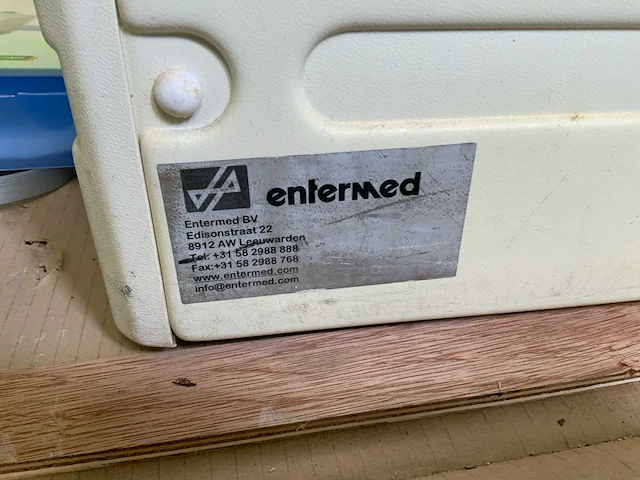 entermed
Entermed BV
Edisonstraat 22
8912 AW Leeuwarden
Tel: +31 58 2988 888
Fax:+31 58 2988 768
www.entermed.com
info@entermed.com